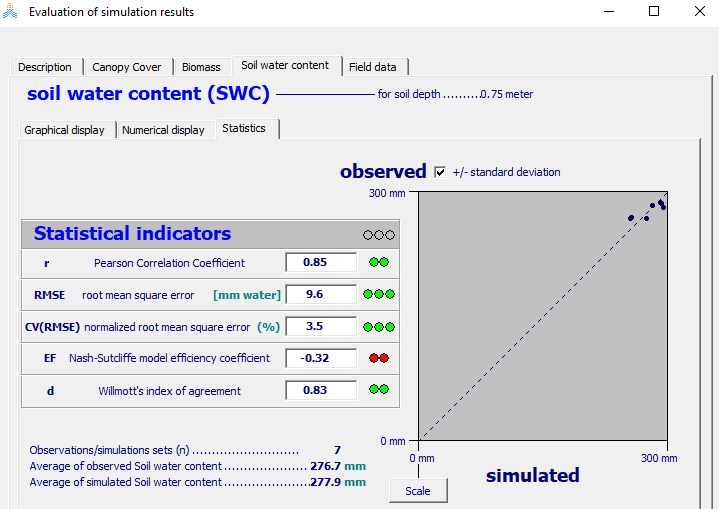 Evaluation of simulation results
Description Canopy Cover Biomass Soil water content Field data
soil water content (SWC) for soil depth ..........0.75 meter
Graphical display Numerical display Statistics
observed +/- standard deviation
300 mm
Statistical indicators
r Pearson Correlation Coefficient 0.85
RMSE root mean square error [mm water] 9.6
CV(RMSE) normalized root mean square error (%) 3.5
EF Nash-Sutcliffe model efficiency coefficient -0.32
d Willmott's index of agreement 0.83
0 mm
Observations/simulations sets (n) ........................... 7
0 mm 300 mm
Average of observed Soil water content ..................... 276.7 mm
simulated
Average of simulated Soil water content ..................... 277.9 mm
Scale